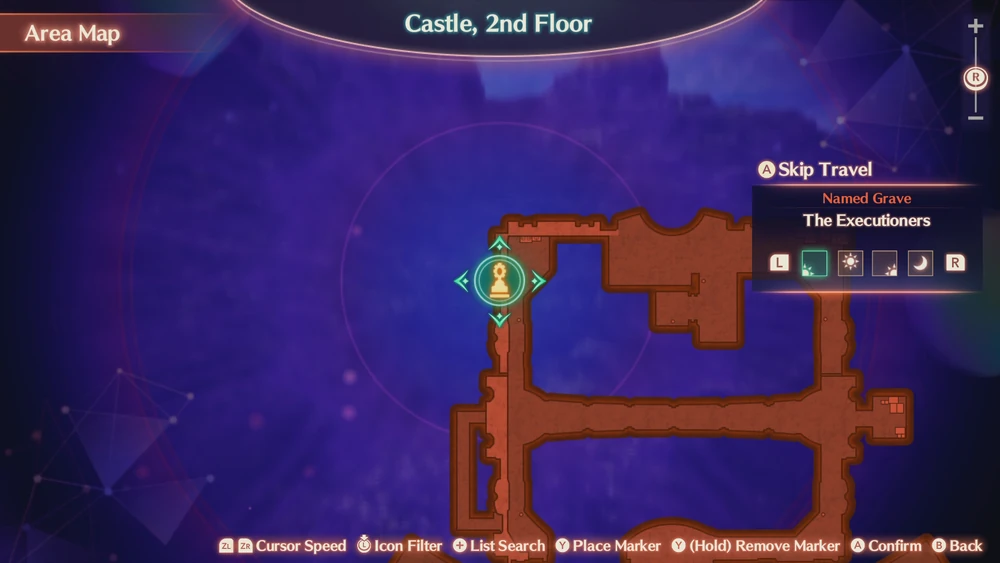 Area Map
Castle, 2nd Floor
+
R
−
A Skip Travel
Named Grave
The Executioners
L R
ZL ZR Cursor Speed L Icon Filter + List Search Y Place Marker Y (Hold) Remove Marker A Confirm B Back